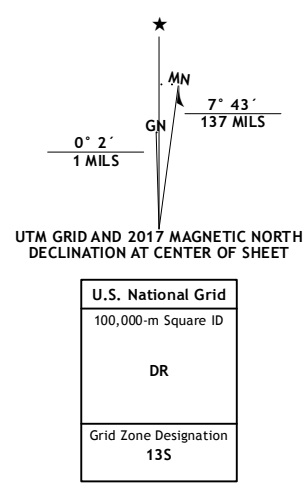 ★
MN
GN
7° 43´
137 MILS
0° 2´
1 MILS
UTM GRID AND 2017 MAGNETIC NORTH
DECLINATION AT CENTER OF SHEET
U.S. National Grid
100,000-m Square ID
DR
Grid Zone Designation
13S